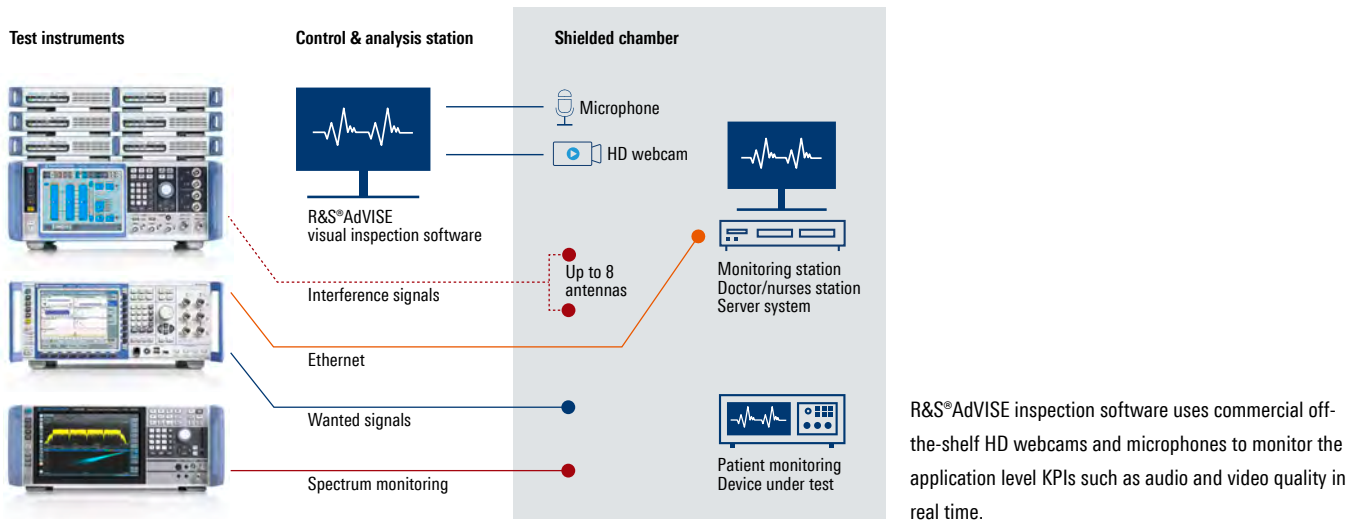 Test instruments
Control & analysis station
Shielded chamber
Microphone
HD webcam
R&S®AdVISE
visual inspection software
Interference signals
Up to 8
antennas
Monitoring station
Doctor/nurses station
Server system
Ethernet
Wanted signals
Spectrum monitoring
Patient monitoring
Device under test
R&S®AdVISE inspection software uses commercial off-
the-shelf HD webcams and microphones to monitor the
application level KPIs such as audio and video quality in
real time.